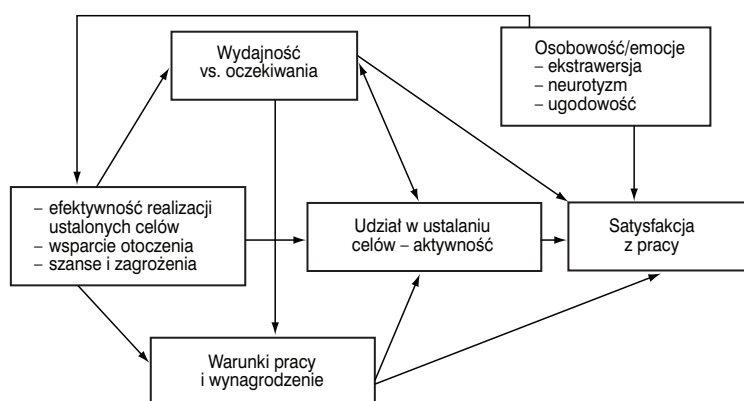 Wydajność
vs. oczekiwania
Osobowość/emocje
– ekstrawersja
– neurotyzm
– ugodowość
– efektywność realizacji
ustalonych celów
– wsparcie otoczenia
– szanse i zagrożenia
Udział w ustalaniu
celów – aktywność
Satysfakcja
z pracy
Warunki pracy
i wynagrodzenie